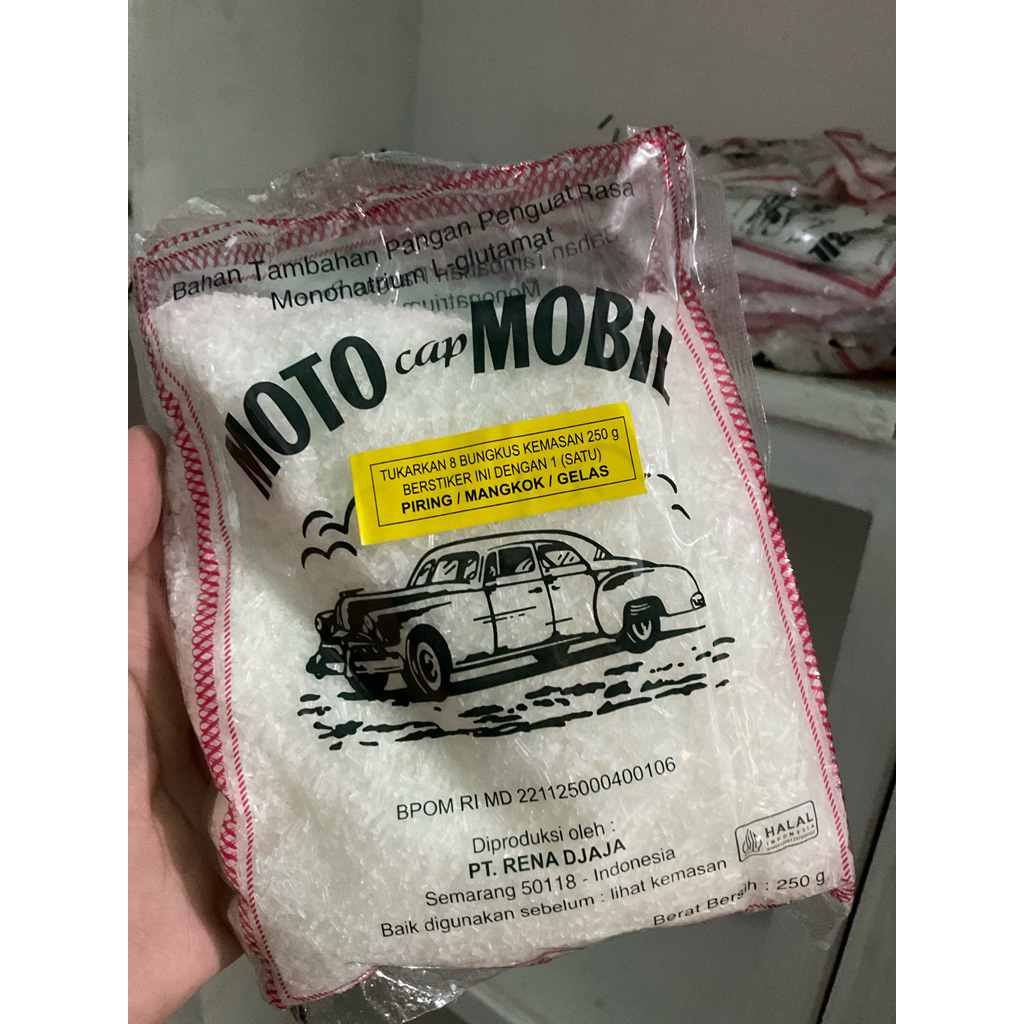 Bahan Tambahan Pangan Penguat Rasa
Mononatrium L-glutamat
MOTO cap MOBIL
TUKARKAN 8 BUNGKUS KEMASAN 250 g
BERSTIKER INI DENGAN 1 (SATU)
PIRING / MANGKOK / GELAS
BPOM RI MD 221125000400106
Diproduksi oleh :
PT. RENA DJAJA
Semarang 50118 - Indonesia
Baik digunakan sebelum : lihat kemasan
Berat Bersih : 250 g
HALAL
INDONESIA